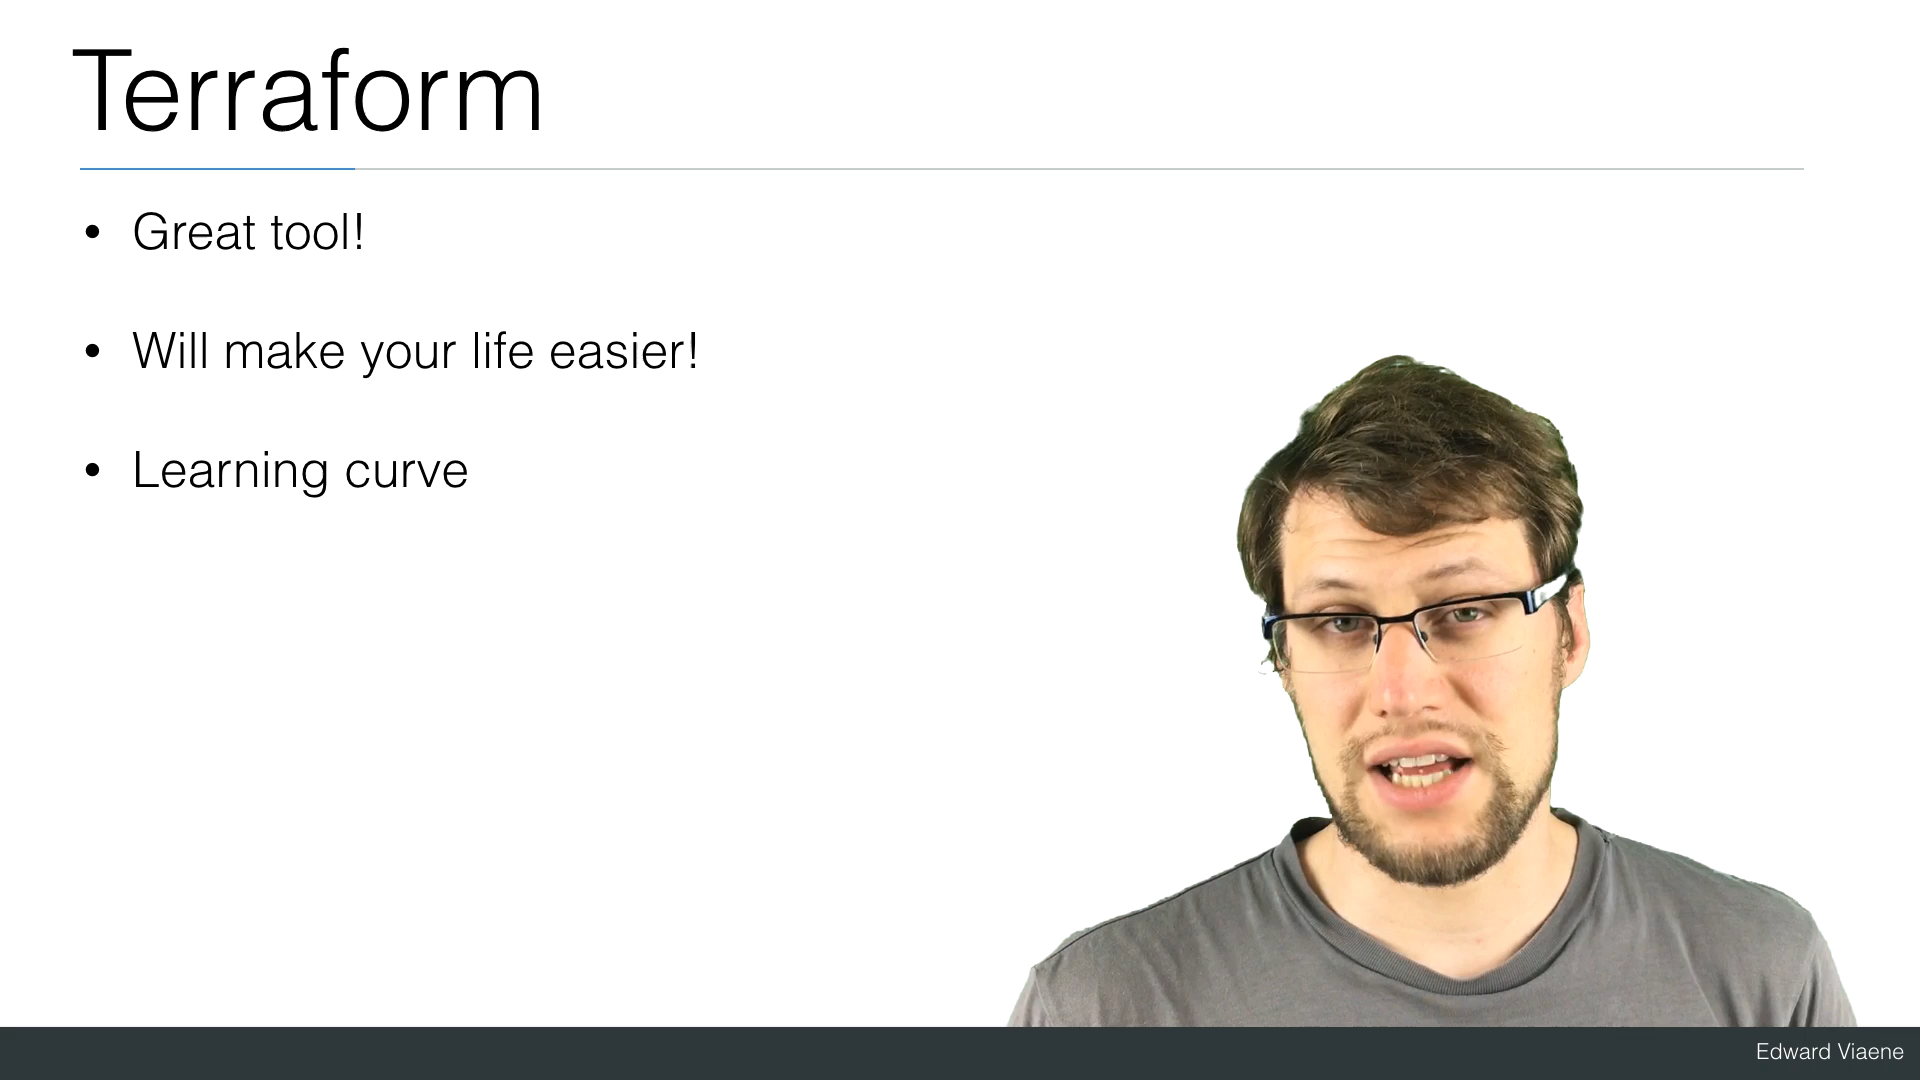 Terraform
• Great tool!
• Will make your life easier!
• Learning curve
Edward Viaene